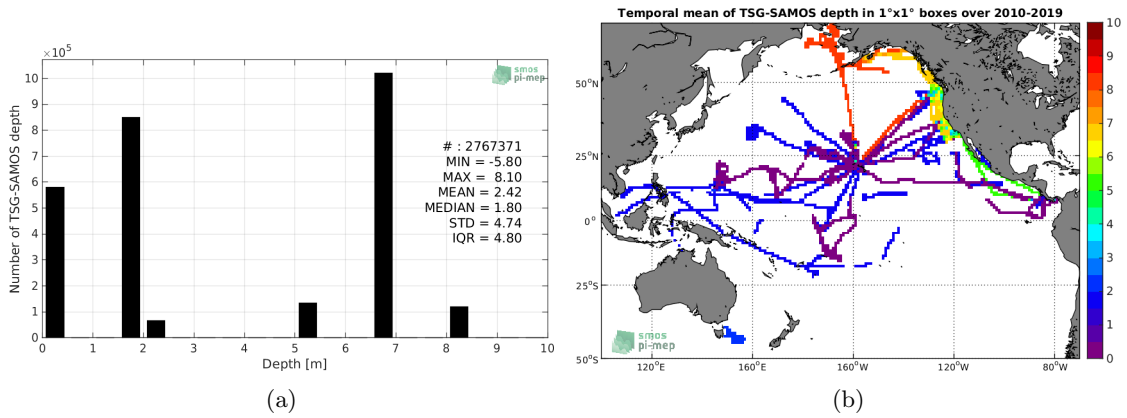 ×10⁵
10
9
8
7
6
5
4
3
2
1
0
Number of TSG-SAMOS depth
smos
pi-mep
# : 2767371
MIN = -5.80
MAX = 8.10
MEAN = 2.42
MEDIAN = 1.80
STD = 4.74
IQR = 4.80
0 1 2 3 4 5 6 7 8 9 10
Depth [m]
(a)
Temporal mean of TSG-SAMOS depth in 1°x1° boxes over 2010-2019
50°N
25°N
0°
25°S
50°S
smos
pi-mep
120°E 160°E 160°W 120°W 80°W
10
9
8
7
6
5
4
3
2
1
0
(b)